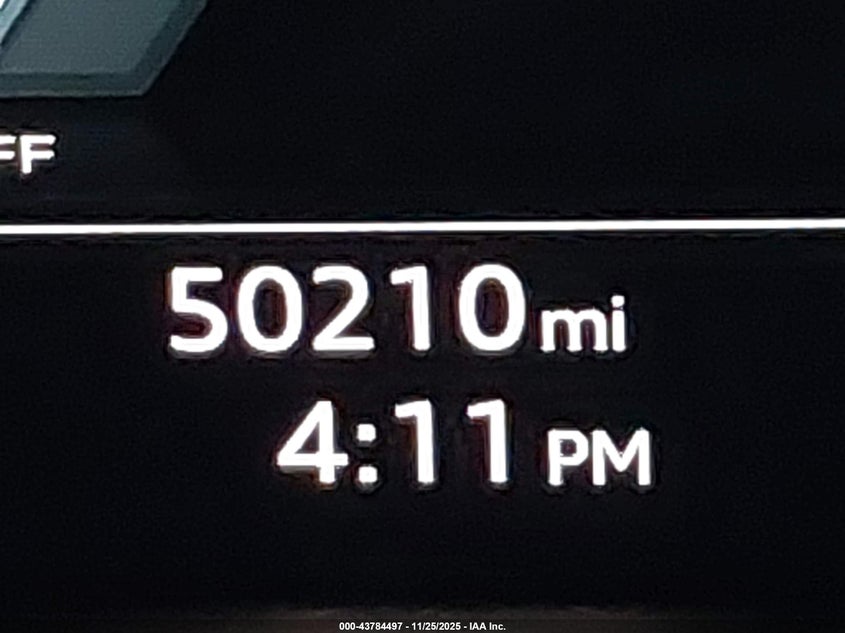 FF
50210 mi
4:11 PM
000-43784497 - 11/25/2025 - IAA Inc.